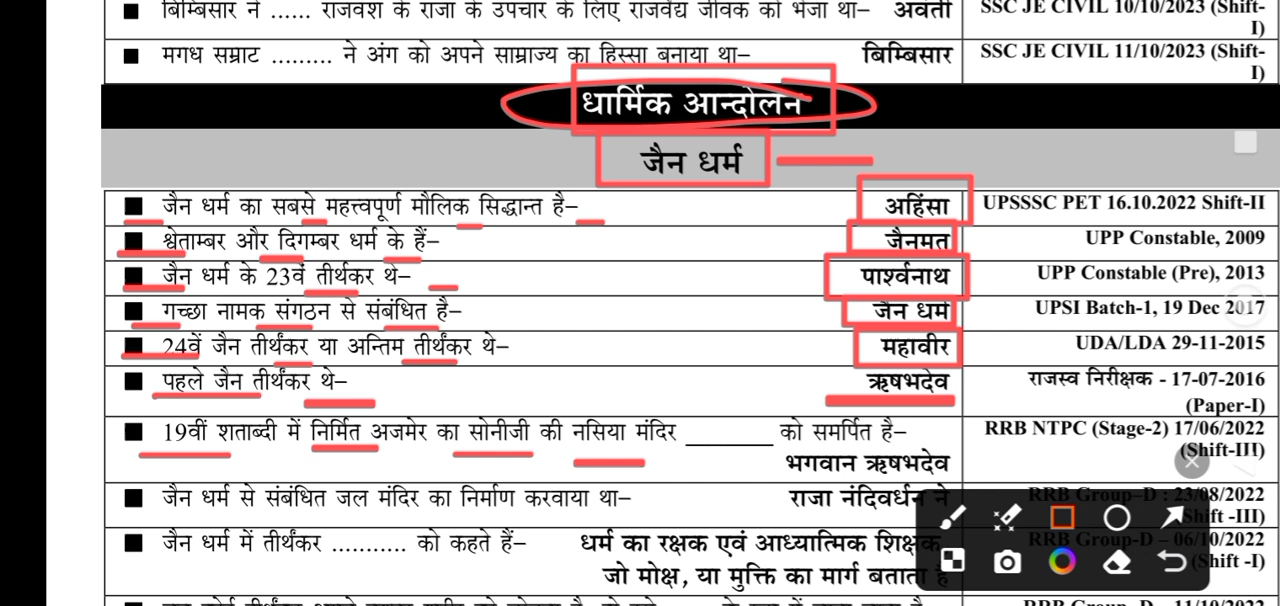 बिम्बिसार ने ...... राजवंश के राजा के उपचार के लिए राजवैद्य जीवक को भेजा था– अवंती SSC JE CIVIL 10/10/2023 (Shift-I)
मगध सम्राट ......... ने अंग को अपने साम्राज्य का हिस्सा बनाया था– बिम्बिसार SSC JE CIVIL 11/10/2023 (Shift-I)
धार्मिक आन्दोलन
जैन धर्म
जैन धर्म का सबसे महत्त्वपूर्ण मौलिक सिद्धान्त है– अहिंसा UPSSSC PET 16.10.2022 Shift-II
श्वेताम्बर और दिगम्बर धर्म के हैं– जैनमत UPP Constable, 2009
जैन धर्म के 23वें तीर्थकर थे– पार्श्वनाथ UPP Constable (Pre), 2013
गच्छा नामक संगठन से संबंधित है– जैन धर्म UPSI Batch-1, 19 Dec 2017
24वें जैन तीर्थंकर या अन्तिम तीर्थंकर थे– महावीर UDA/LDA 29-11-2015
पहले जैन तीर्थंकर थे– ऋषभदेव राजस्व निरीक्षक - 17-07-2016
(Paper-I)
19वीं शताब्दी में निर्मित अजमेर का सोनीजी की नसिया मंदिर ________ को समर्पित है– RRB NTPC (Stage-2) 17/06/2022
भगवान ऋषभदेव (Shift-III)
जैन धर्म से संबंधित जल मंदिर का निर्माण करवाया था– राजा नंदिवर्धन ने RRB Group–D : 23/08/2022
(Shift -III)
जैन धर्म में तीर्थंकर ........... को कहते हैं– धर्म का रक्षक एवं आध्यात्मिक शिक्षक RRB Group-D – 06/10/2022
जो मोक्ष, या मुक्ति का मार्ग बताता है (Shift -I)